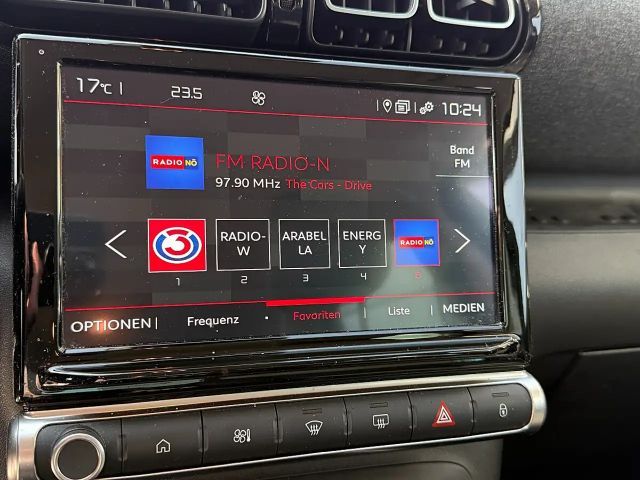 17°C
23.5
10:24
RADIO NÖ
FM RADIO-N
97.90 MHz The Cars - Drive
Band
FM
3
RADIO-
W
ARABEL
LA
ENERG
Y
RADIO NÖ
1
2
3
4
5
OPTIONEN
Frequenz
Favoriten
Liste
MEDIEN